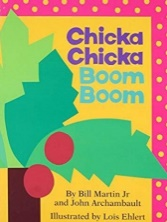 Chicka
Chicka
Boom
Boom
By Bill Martin Jr
and John Archambault
Illustrated by Lois Ehlert